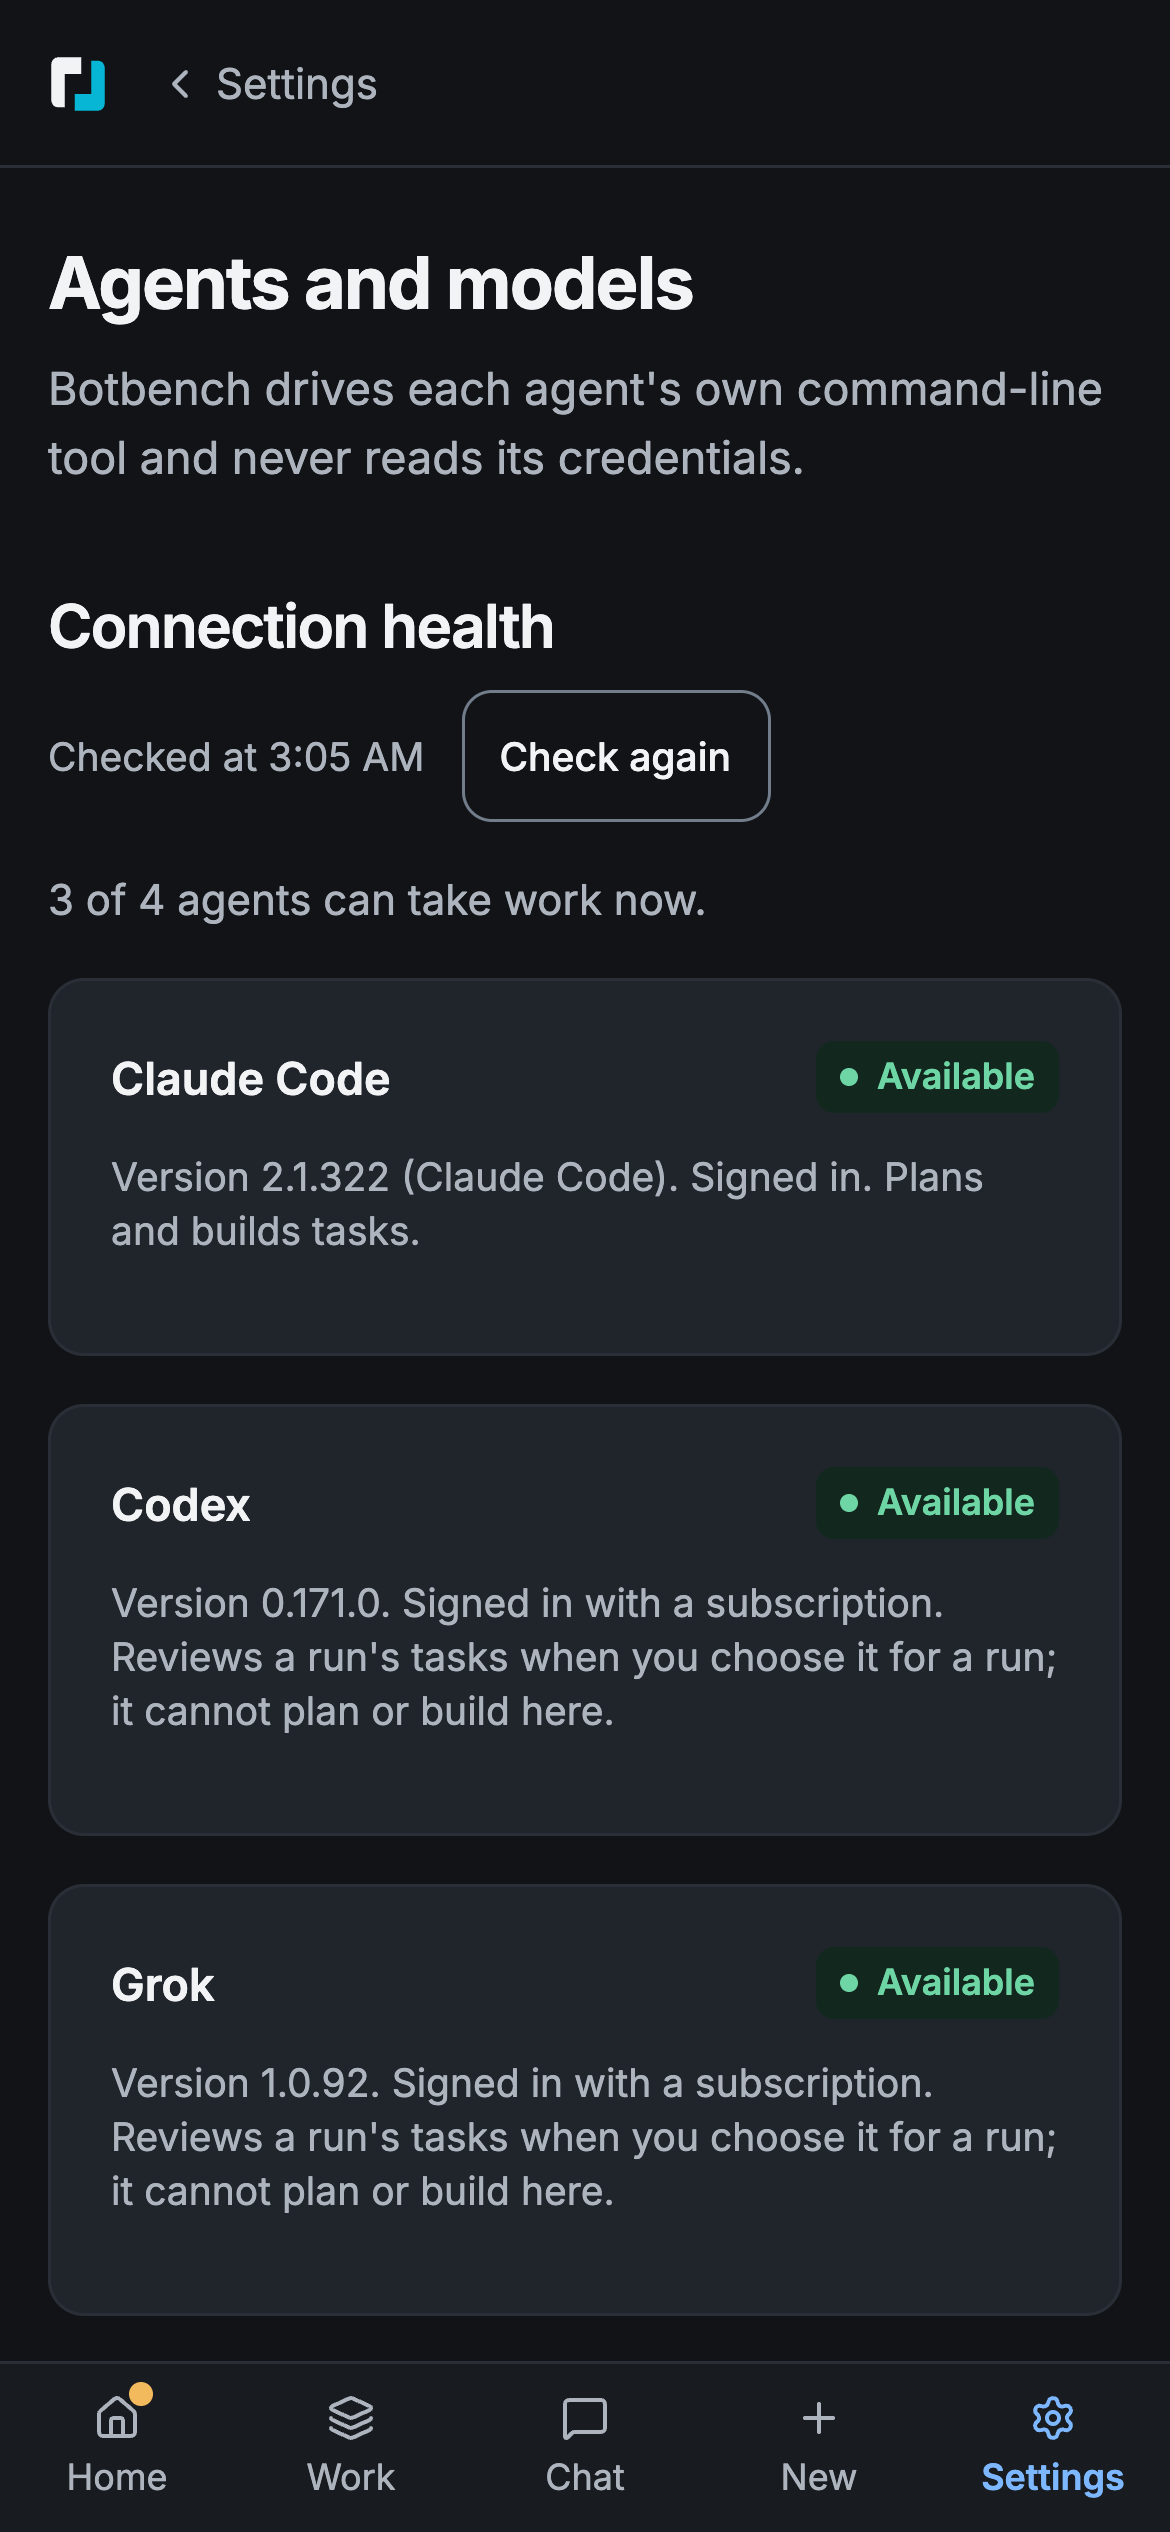 Settings
Agents and models
Botbench drives each agent's own command-line
tool and never reads its credentials.
Connection health
Checked at 3:05 AM
Check again
3 of 4 agents can take work now.
Claude Code
Available
Version 2.1.322 (Claude Code). Signed in. Plans
and builds tasks.
Codex
Available
Version 0.171.0. Signed in with a subscription.
Reviews a run's tasks when you choose it for a run;
it cannot plan or build here.
Grok
Available
Version 1.0.92. Signed in with a subscription.
Reviews a run's tasks when you choose it for a run;
it cannot plan or build here.
Home
Work
Chat
New
Settings